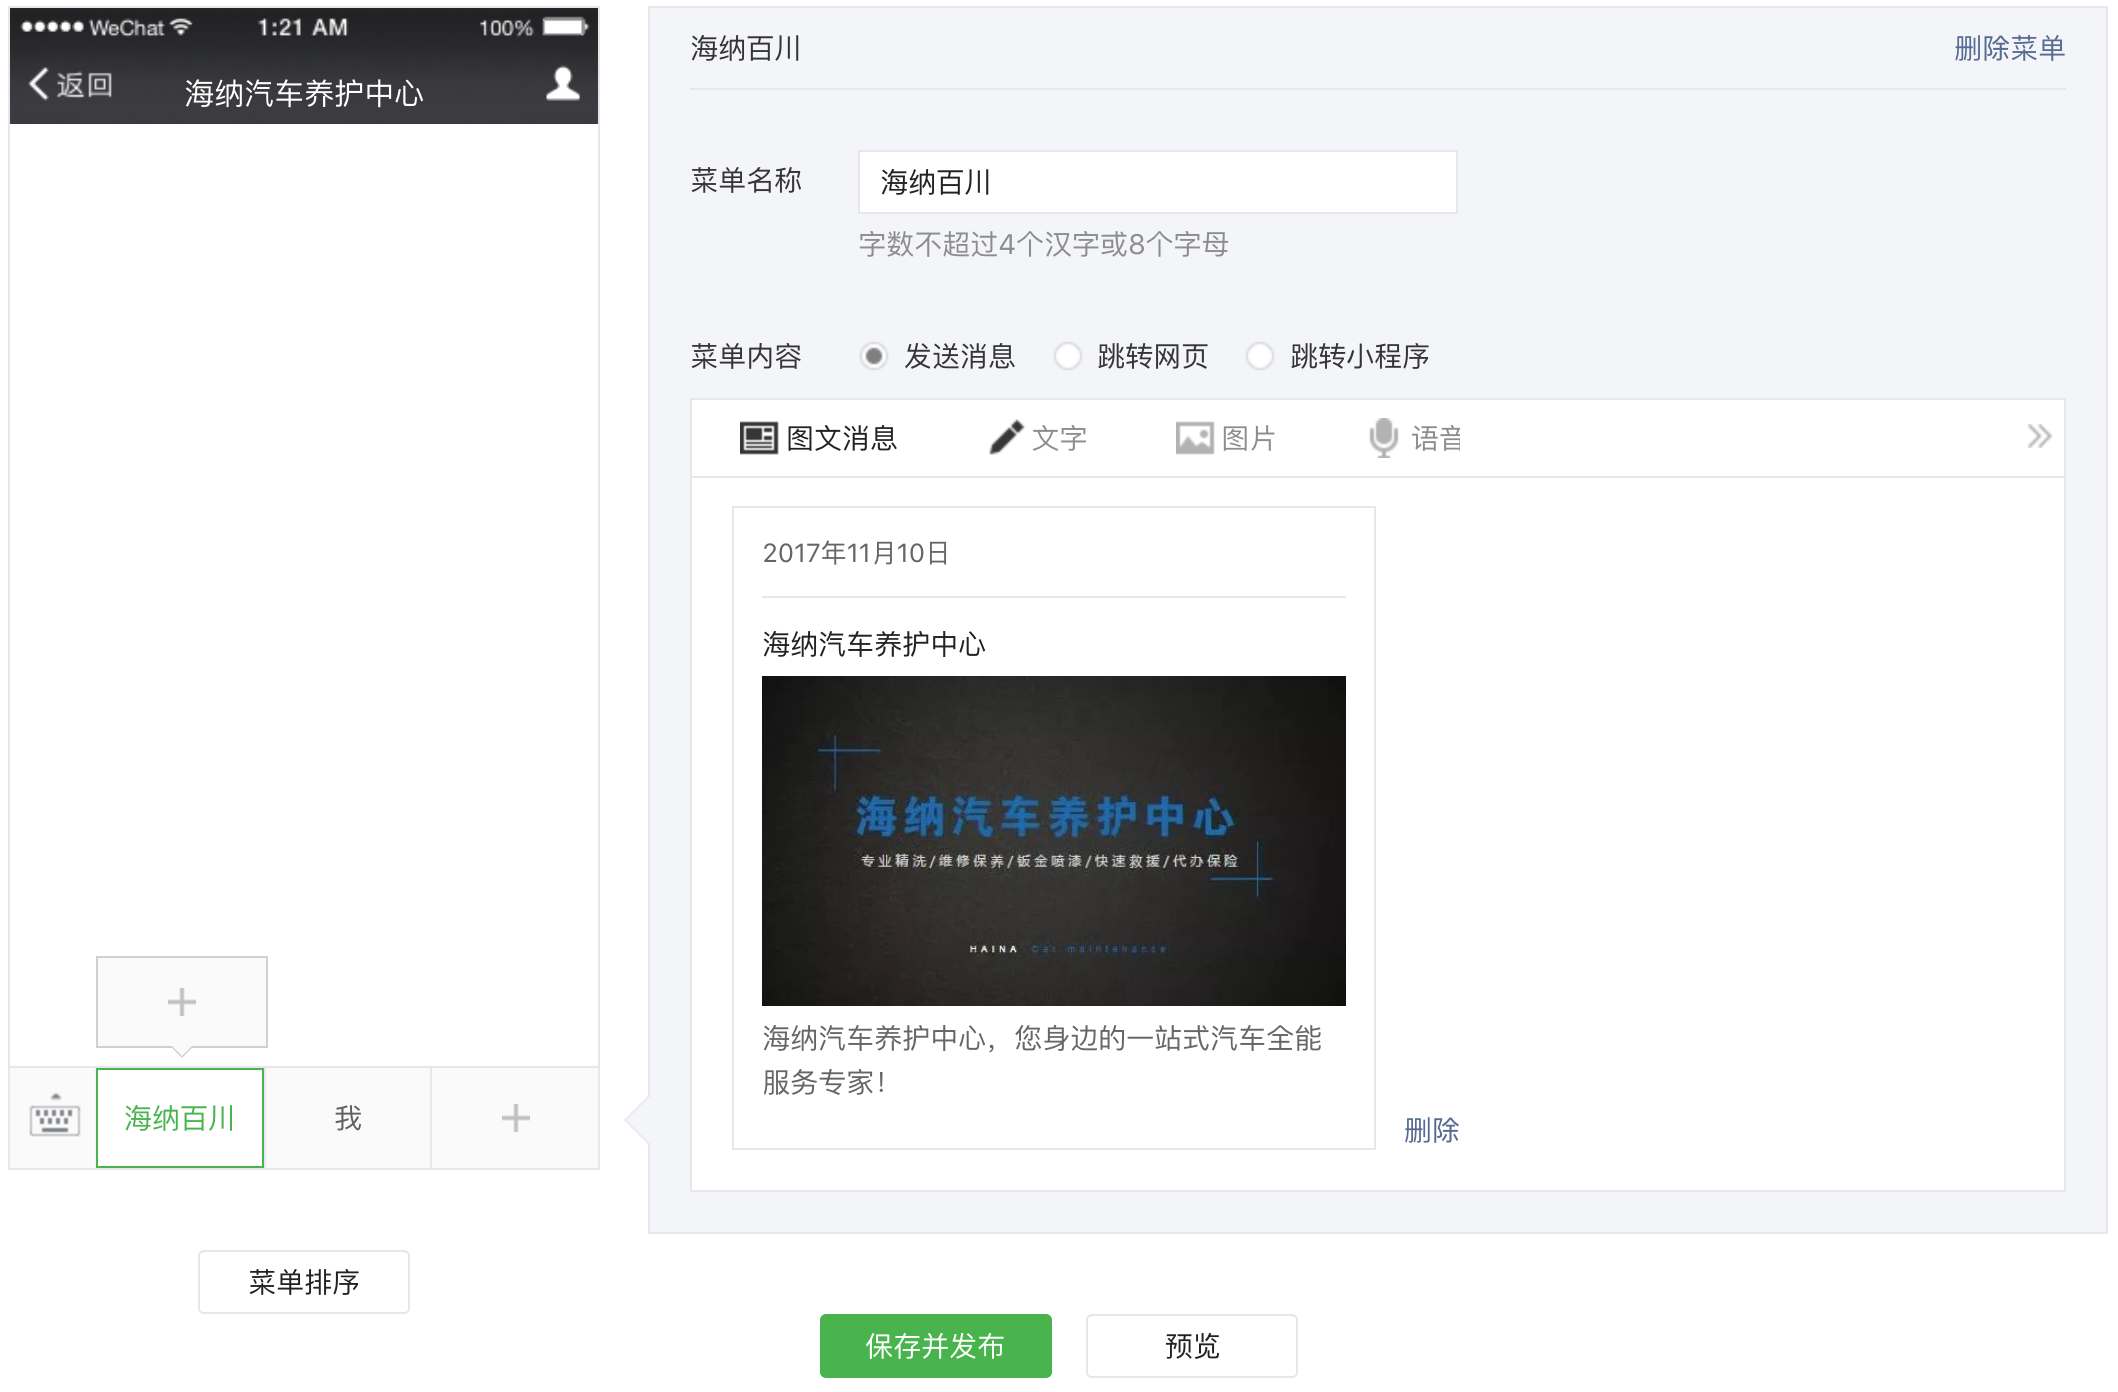 WeChat 1:21 AM 100%
返回 海纳汽车养护中心
海纳百川 我
菜单排序
海纳百川 删除菜单
菜单名称 海纳百川
字数不超过4个汉字或8个字母
菜单内容 发送消息 跳转网页 跳转小程序
图文消息 文字 图片 语音
2017年11月10日
海纳汽车养护中心
海纳汽车养护中心
专业精洗/维修保养/钣金喷漆/快速救援/代办保险
HAINA Car maintenance
海纳汽车养护中心，您身边的一站式汽车全能
服务专家！
删除
保存并发布 预览